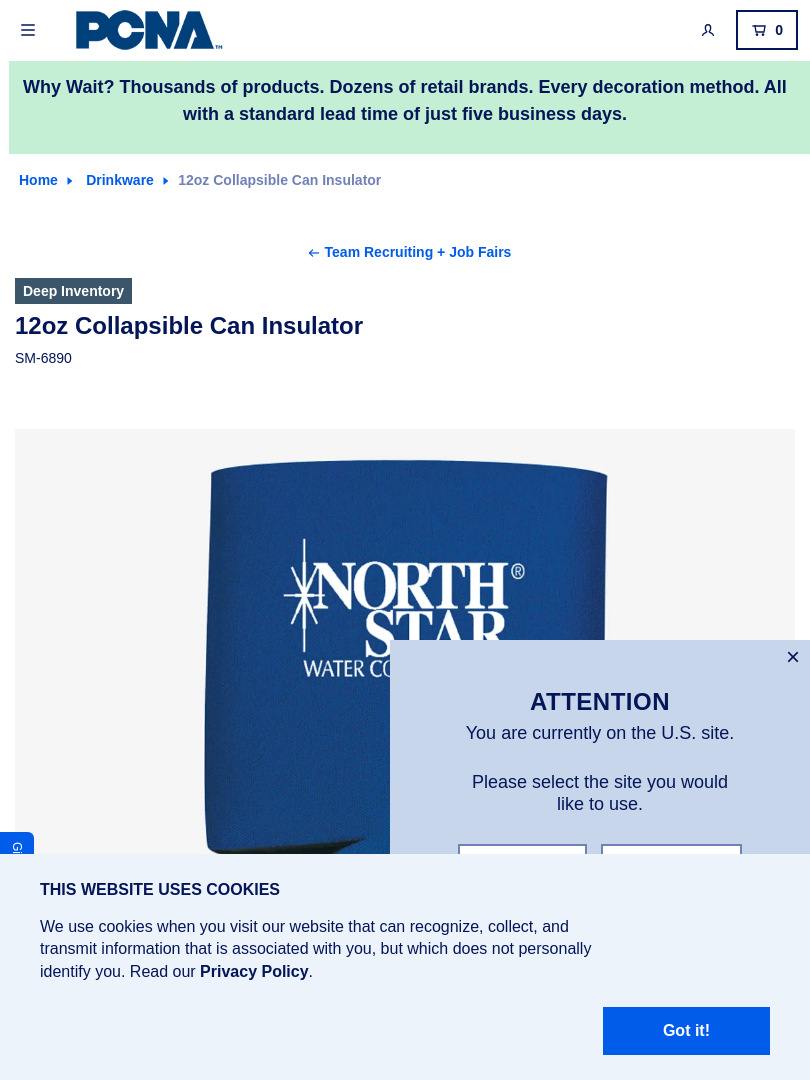 PCNA™
0
Why Wait? Thousands of products. Dozens of retail brands. Every decoration method. All
with a standard lead time of just five business days.
Home Drinkware 12oz Collapsible Can Insulator
Team Recruiting + Job Fairs
Deep Inventory
12oz Collapsible Can Insulator
SM-6890
NORTH®
STAR
WATER
ATTENTION
You are currently on the U.S. site.
Please select the site you would
like to use.
THIS WEBSITE USES COOKIES
We use cookies when you visit our website that can recognize, collect, and
transmit information that is associated with you, but which does not personally
identify you. Read our Privacy Policy.
Got it!